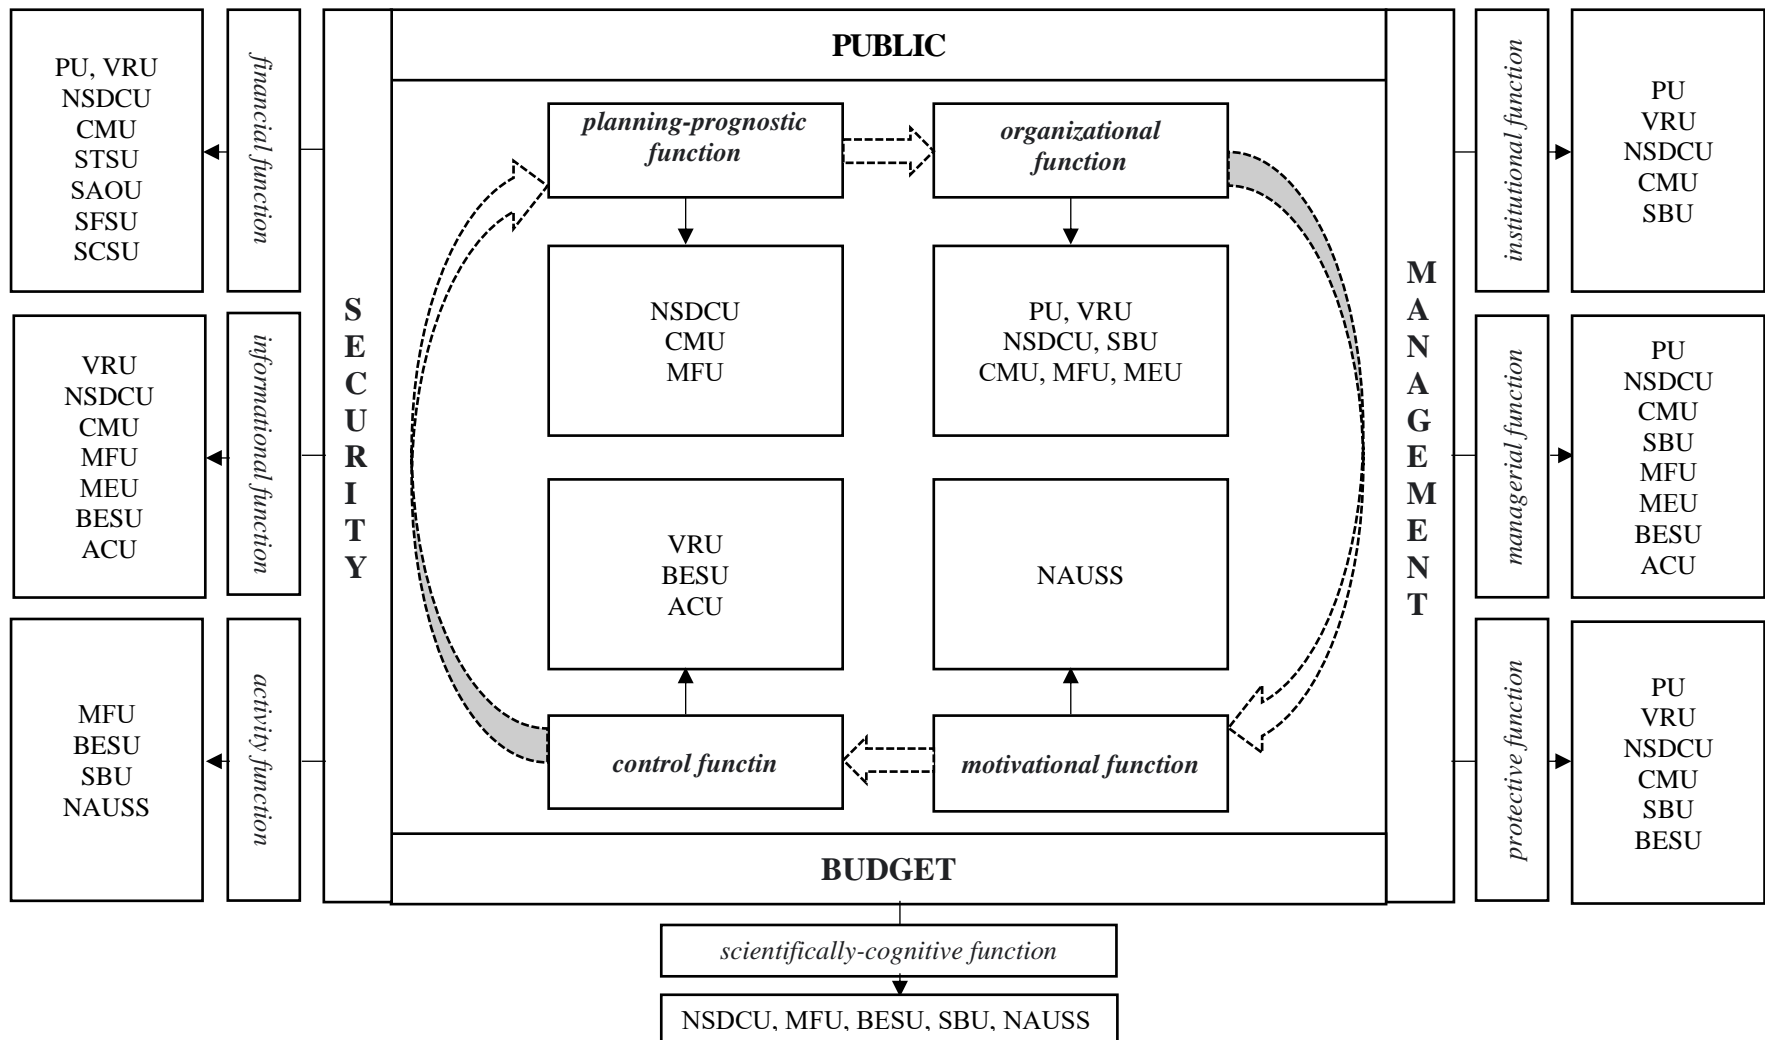 PUBLIC
PU, VRU
NSDCU
CMU
STSU
SAOU
SFSU
SCSU
financial function
VRU
NSDCU
CMU
MFU
MEU
BESU
ACU
informational function
MFU
BESU
SBU
NAUSS
activity function
S
E
C
U
R
I
T
Y
planning-prognostic
function
organizational
function
NSDCU
CMU
MFU
PU, VRU
NSDCU, SBU
CMU, MFU, MEU
VRU
BESU
ACU
NAUSS
control functin
motivational function
M
A
N
A
G
E
M
E
N
T
institutional function
PU
VRU
NSDCU
CMU
SBU
managerial function
PU
NSDCU
CMU
SBU
MFU
MEU
BESU
ACU
protective function
PU
VRU
NSDCU
CMU
SBU
BESU
BUDGET
scientifically-cognitive function
NSDCU, MFU, BESU, SBU, NAUSS